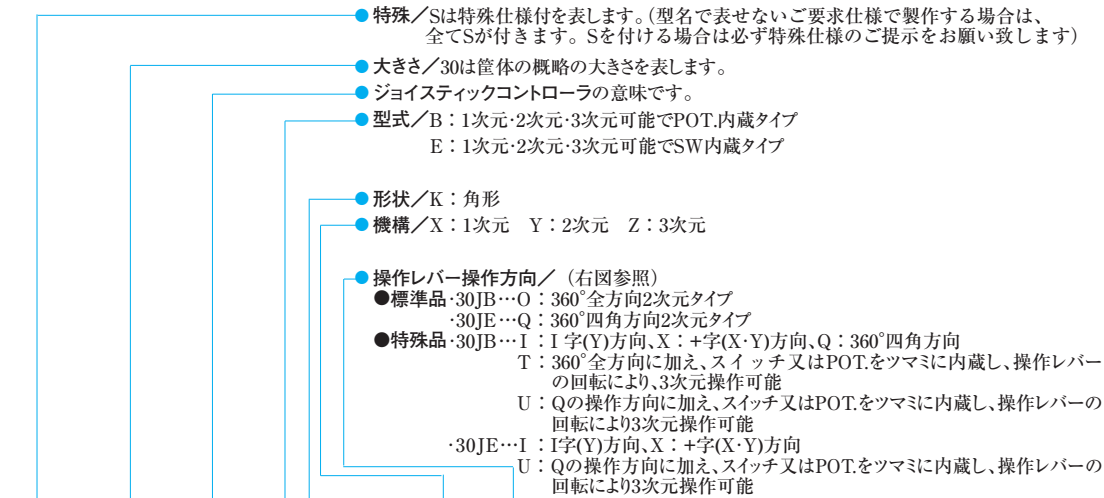 ●特殊／Sは特殊仕様付を表します。(型名で表せないご要求仕様で製作する場合は、
全てSが付きます。Sを付ける場合は必ず特殊仕様のご提示をお願い致します)
●大きさ／30は筐体の概略の大きさを表します。
●ジョイスティックコントローラの意味です。
●型式／B：1次元･2次元･3次元可能でPOT.内蔵タイプ
E：1次元･2次元･3次元可能でSW内蔵タイプ
●形状／K：角形
●機構／X：1次元　Y：2次元　Z：3次元
●操作レバー操作方向／（右図参照）
●標準品･30JB…O：360°全方向2次元タイプ
･30JE…Q：360°四角方向2次元タイプ
●特殊品･30JB…I：I 字(Y)方向、X：+字(X･Y)方向、Q：360°四角方向
T：360°全方向に加え、スイッチ又はPOT.をツマミに内蔵し、操作レバー
の回転により、3次元操作可能
U：Qの操作方向に加え、スイッチ又はPOT.をツマミに内蔵し、操作レバーの
回転により3次元操作可能
･30JE…I：I字(Y)方向、X：+字(X･Y)方向
U：Qの操作方向に加え、スイッチ又はPOT.をツマミに内蔵し、操作レバーの
回転により3次元操作可能